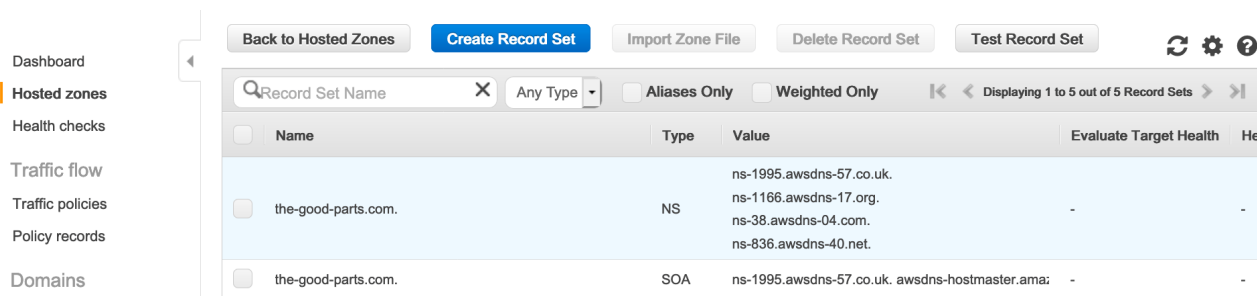 Back to Hosted Zones Create Record Set Import Zone File Delete Record Set Test Record Set
Dashboard
Hosted zones
Health checks
Traffic flow
Traffic policies
Policy records
Domains
Record Set Name Any Type Aliases Only Weighted Only Displaying 1 to 5 out of 5 Record Sets
Name Type Value Evaluate Target Health He
the-good-parts.com. NS
ns-1995.awsdns-57.co.uk.
ns-1166.awsdns-17.org.
ns-38.awsdns-04.com.
ns-836.awsdns-40.net.
- -
the-good-parts.com. SOA ns-1995.awsdns-57.co.uk. awsdns-hostmaster.ama - -